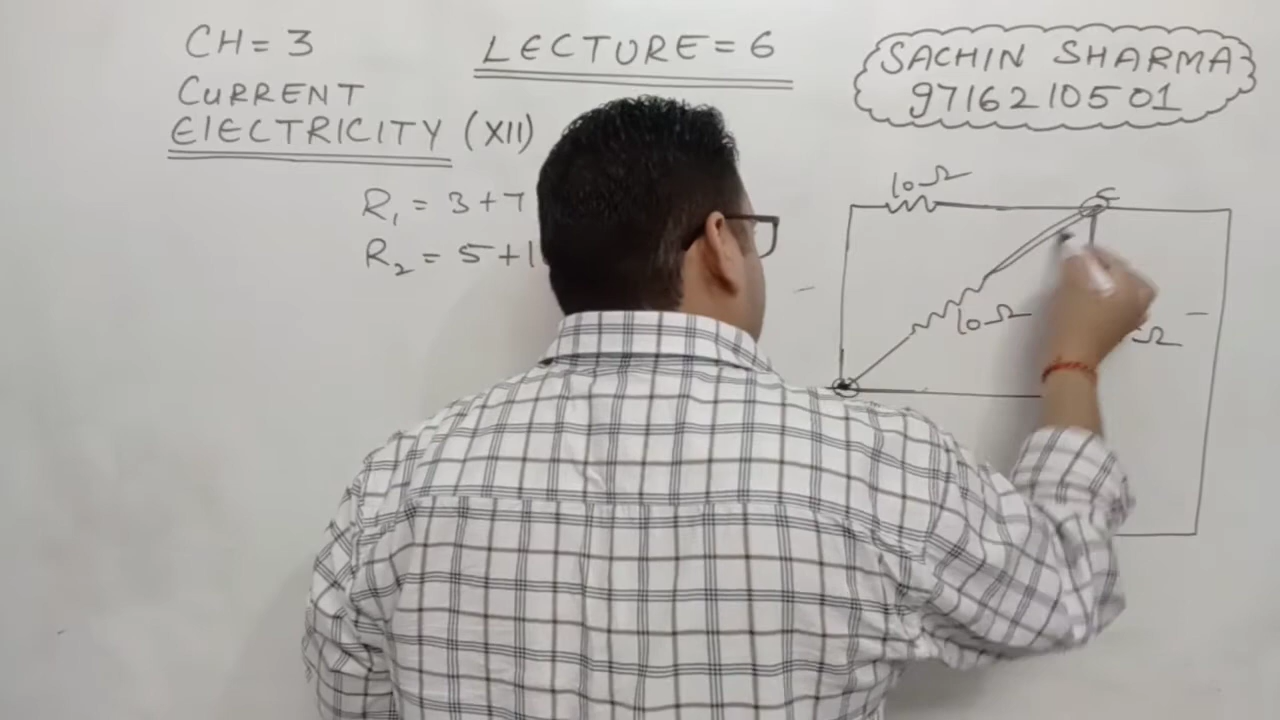 CH = 3
LECTURE = 6
SACHIN SHARMA
9716210501
CURRENT
ElECTRICITY (XII)
R₁ = 3+7
R₂ = 5+1
10Ω
C
10Ω
Ω